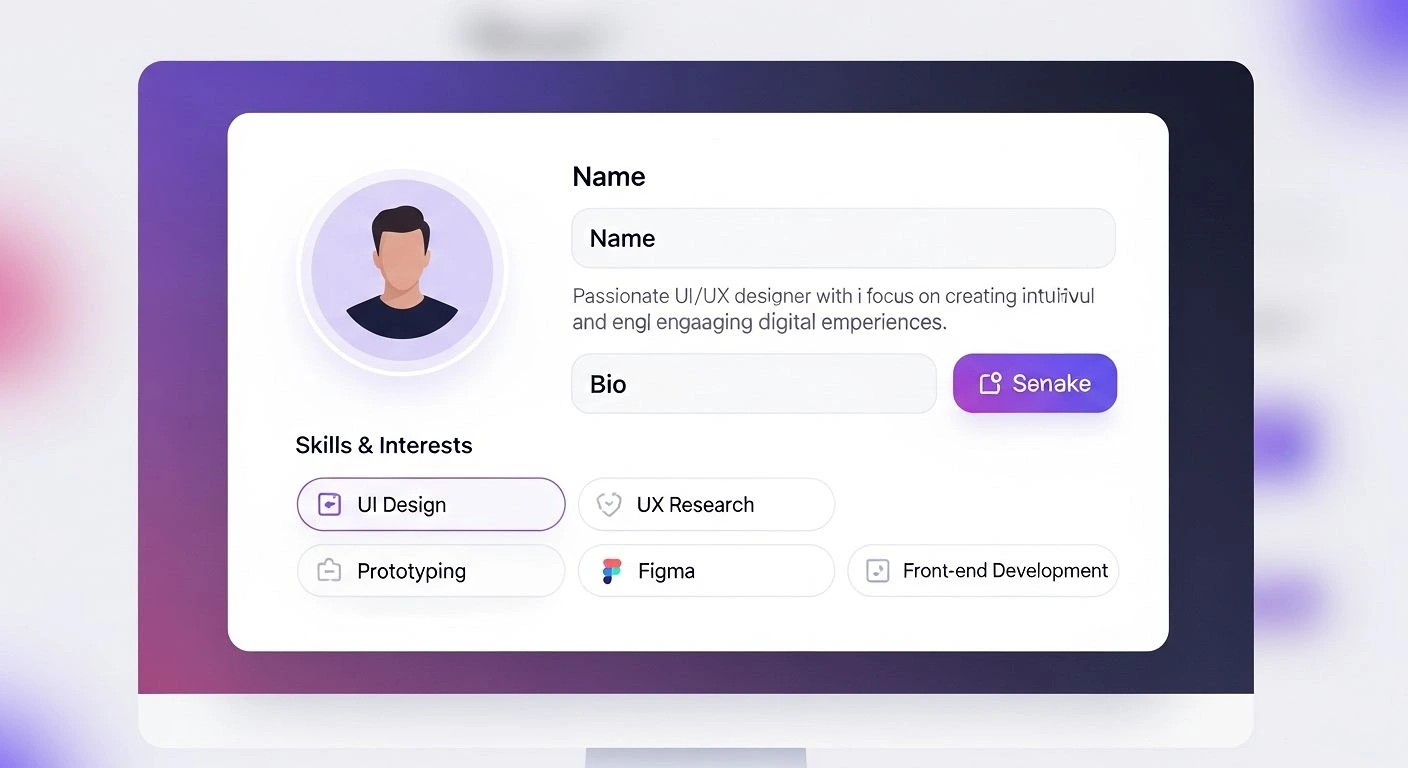 Name
Name
Passionate UI/UX designer with i focus on creating
and engl engaaging digital emperiences.
Bio
Senake
Skills & Interests
UI Design
UX Research
Prototyping
Figma
Front-end Development